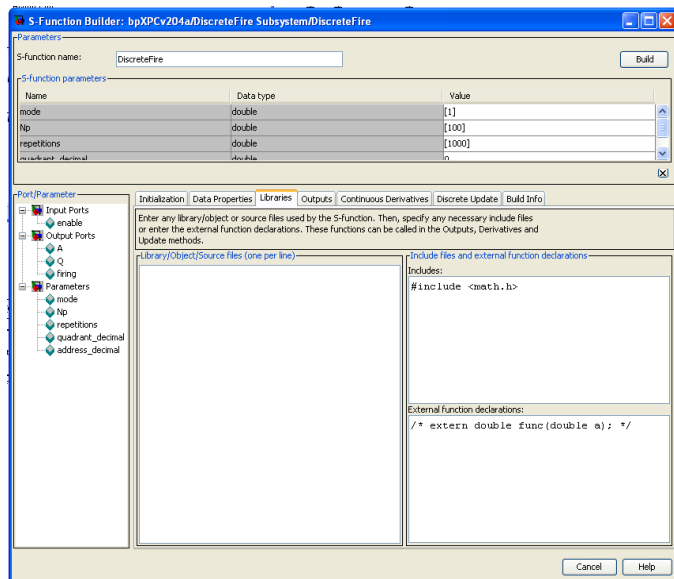 S-Function Builder: bpXPCv204a/DiscreteFire Subsystem/DiscreteFire
Parameters
S-function name: DiscreteFire Build
S-function parameters
Name Data type Value
mode double [1]
Np double [100]
repetitions double [1000]
quadrant_decimal double 0
Port/Parameter
Input Ports
enable
Output Ports
A
Q
firing
Parameters
mode
Np
repetitions
quadrant_decimal
address_decimal
Initialization Data Properties Libraries Outputs Continuous Derivatives Discrete Update Build Info
Enter any library/object or source files used by the S-function. Then, specify any necessary include files
or enter the external function declarations. These functions can be called in the Outputs, Derivatives and
Update methods.
Library/Object/Source files (one per line)
Include files and external function declarations
Includes:
#include <math.h>
External function declarations:
/* extern double func(double a); */
Cancel Help